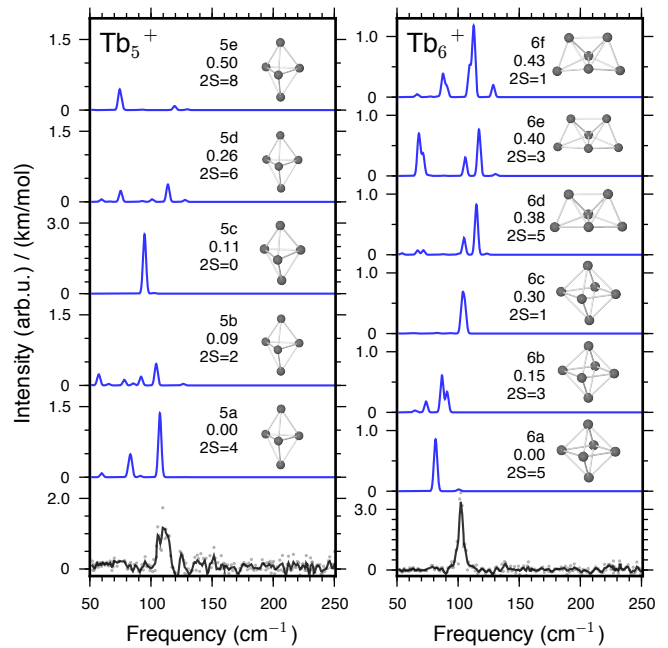 Tb5+
1.5
0
5e
0.50
2S=8
1.5
0
5d
0.26
2S=6
3.0
0
5c
0.11
2S=0
1.5
0
5b
0.09
2S=2
1.5
0
5a
0.00
2S=4
2.0
0
50 100 150 200 250
Frequency (cm−1)
Intensity (arb.u.) / (km/mol)
Tb6+
1.0
0
6f
0.43
2S=1
1.0
0
6e
0.40
2S=3
1.0
0
6d
0.38
2S=5
1.0
0
6c
0.30
2S=1
1.0
0
6b
0.15
2S=3
1.0
0
6a
0.00
2S=5
3.0
0
50 100 150 200 250
Frequency (cm−1)